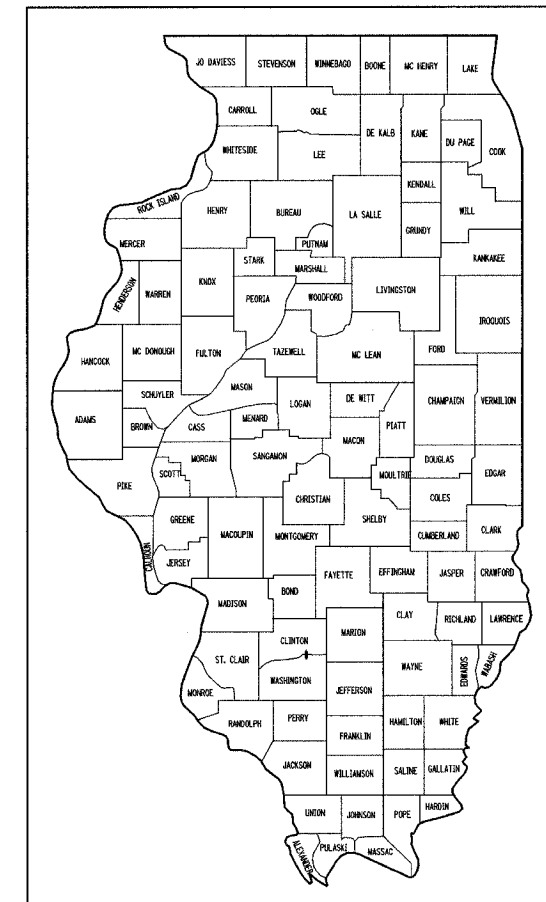 JO DAVIESS
STEVENSON
WINNEBAGO
BOONE
MC HENRY
LAKE
CARROLL
OGLE
DE KALB
KANE
DU PAGE
COOK
WHITESIDE
LEE
KENDALL
WILL
ROCK ISLAND
HENRY
BUREAU
LA SALLE
GRUNDY
MERCER
PUTNAM
KANKAKEE
STARK
MARSHALL
HENDERSON
WARREN
KNOX
PEORIA
WOODFORD
LIVINGSTON
IROQUOIS
HANCOCK
MC DONOUGH
FULTON
TAZEWELL
MC LEAN
FORD
SCHUYLER
MASON
LOGAN
DE WITT
CHAMPAIGN
VERMILION
ADAMS
BROWN
CASS
MENARD
PIATT
MACON
PIKE
SCOTT
MORGAN
SANGAMON
MOULTRIE
DOUGLAS
EDGAR
CHRISTIAN
COLES
GREENE
MACOUPIN
MONTGOMERY
SHELBY
CUMBERLAND
CLARK
CALHOUN
JERSEY
FAYETTE
EFFINGHAM
JASPER
CRAWFORD
MADISON
BOND
CLAY
RICHLAND
LAWRENCE
ST. CLAIR
CLINTON
MARION
WAYNE
EDWARDS
WABASH
WASHINGTON
MONROE
JEFFERSON
RANDOLPH
PERRY
HAMILTON
WHITE
FRANKLIN
JACKSON
WILLIAMSON
SALINE
GALLATIN
UNION
JOHNSON
POPE
HARDIN
ALEXANDER
PULASKI
MASSAC